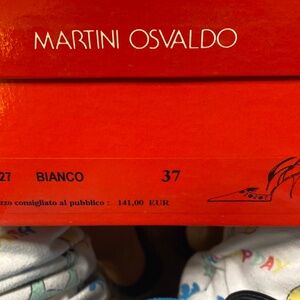 MARTINI OSVALDO
27 BIANCO 37
zzo consigliato al pubblico : 141,00 EUR